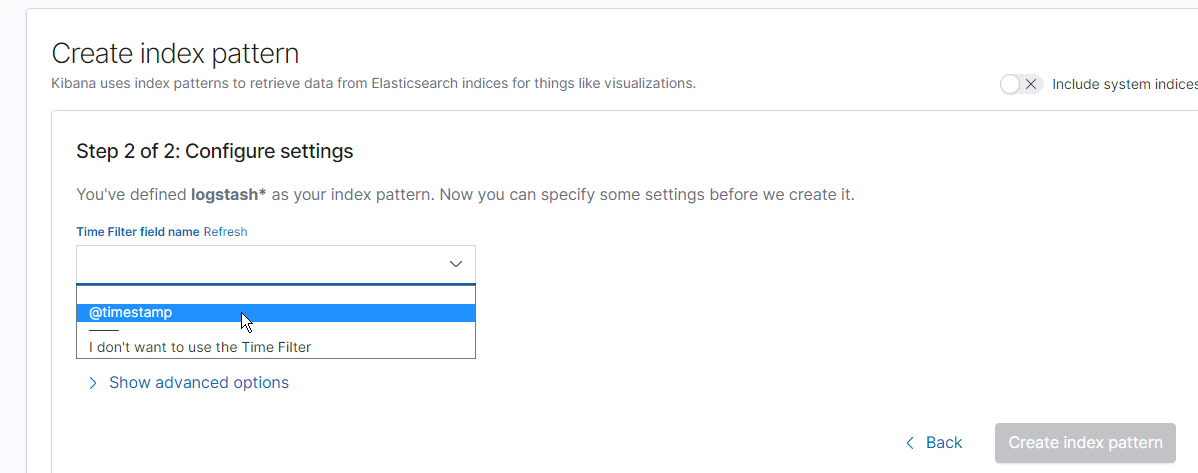 Create index pattern
Kibana uses index patterns to retrieve data from Elasticsearch indices for things like visualizations.
Include system indices
Step 2 of 2: Configure settings
You've defined logstash* as your index pattern. Now you can specify some settings before we create it.
Time Filter field name Refresh
@timestamp
I don't want to use the Time Filter
Show advanced options
Back
Create index pattern